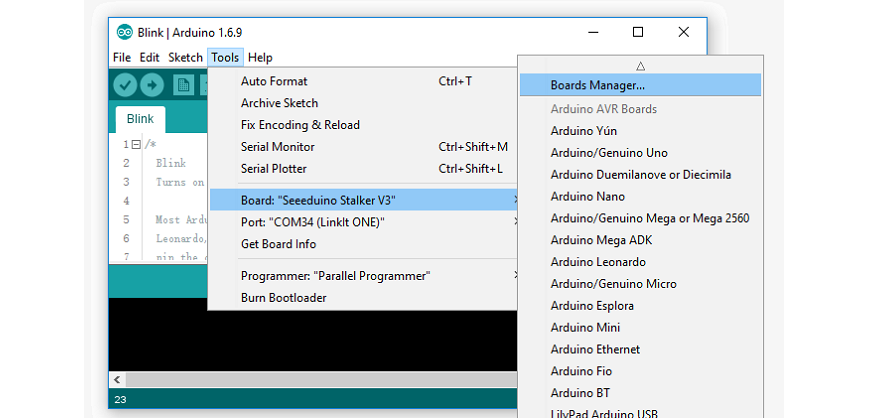 Blink | Arduino 1.6.9
File Edit Sketch Tools Help
Blink
1 /*
2 Blink
3 Turns on
4
5 Most Ardu
6 Leonardo,
7 pin the
23
Auto Format Ctrl+T
Archive Sketch
Fix Encoding & Reload
Serial Monitor Ctrl+Shift+M
Serial Plotter Ctrl+Shift+L
Board: "Seeeduino Stalker V3"
Port: "COM34 (LinkIt ONE)"
Get Board Info
Programmer: "Parallel Programmer"
Burn Bootloader
Boards Manager...
Arduino AVR Boards
Arduino Yún
Arduino/Genuino Uno
Arduino Duemilanove or Diecimila
Arduino Nano
Arduino/Genuino Mega or Mega 2560
Arduino Mega ADK
Arduino Leonardo
Arduino/Genuino Micro
Arduino Esplora
Arduino Mini
Arduino Ethernet
Arduino Fio
Arduino BT
LilyPad Arduino USB